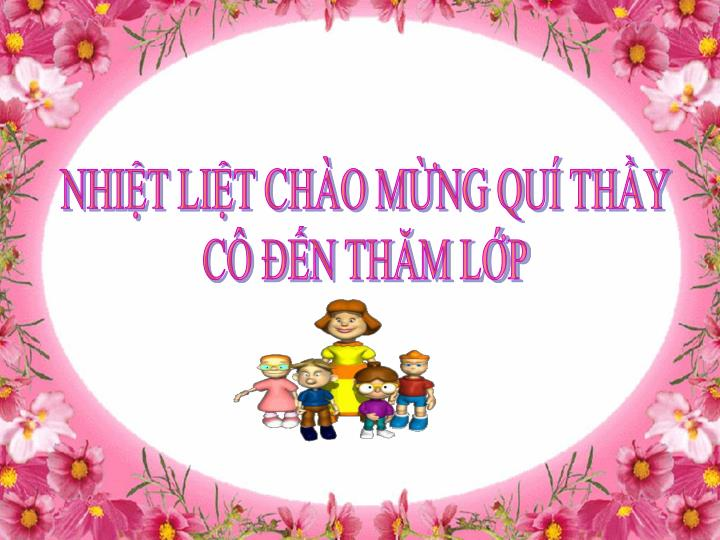 NHIỆT LIỆT CHÀO MỪNG QUÍ THẦY
CÔ ĐẾN THĂM LỚP